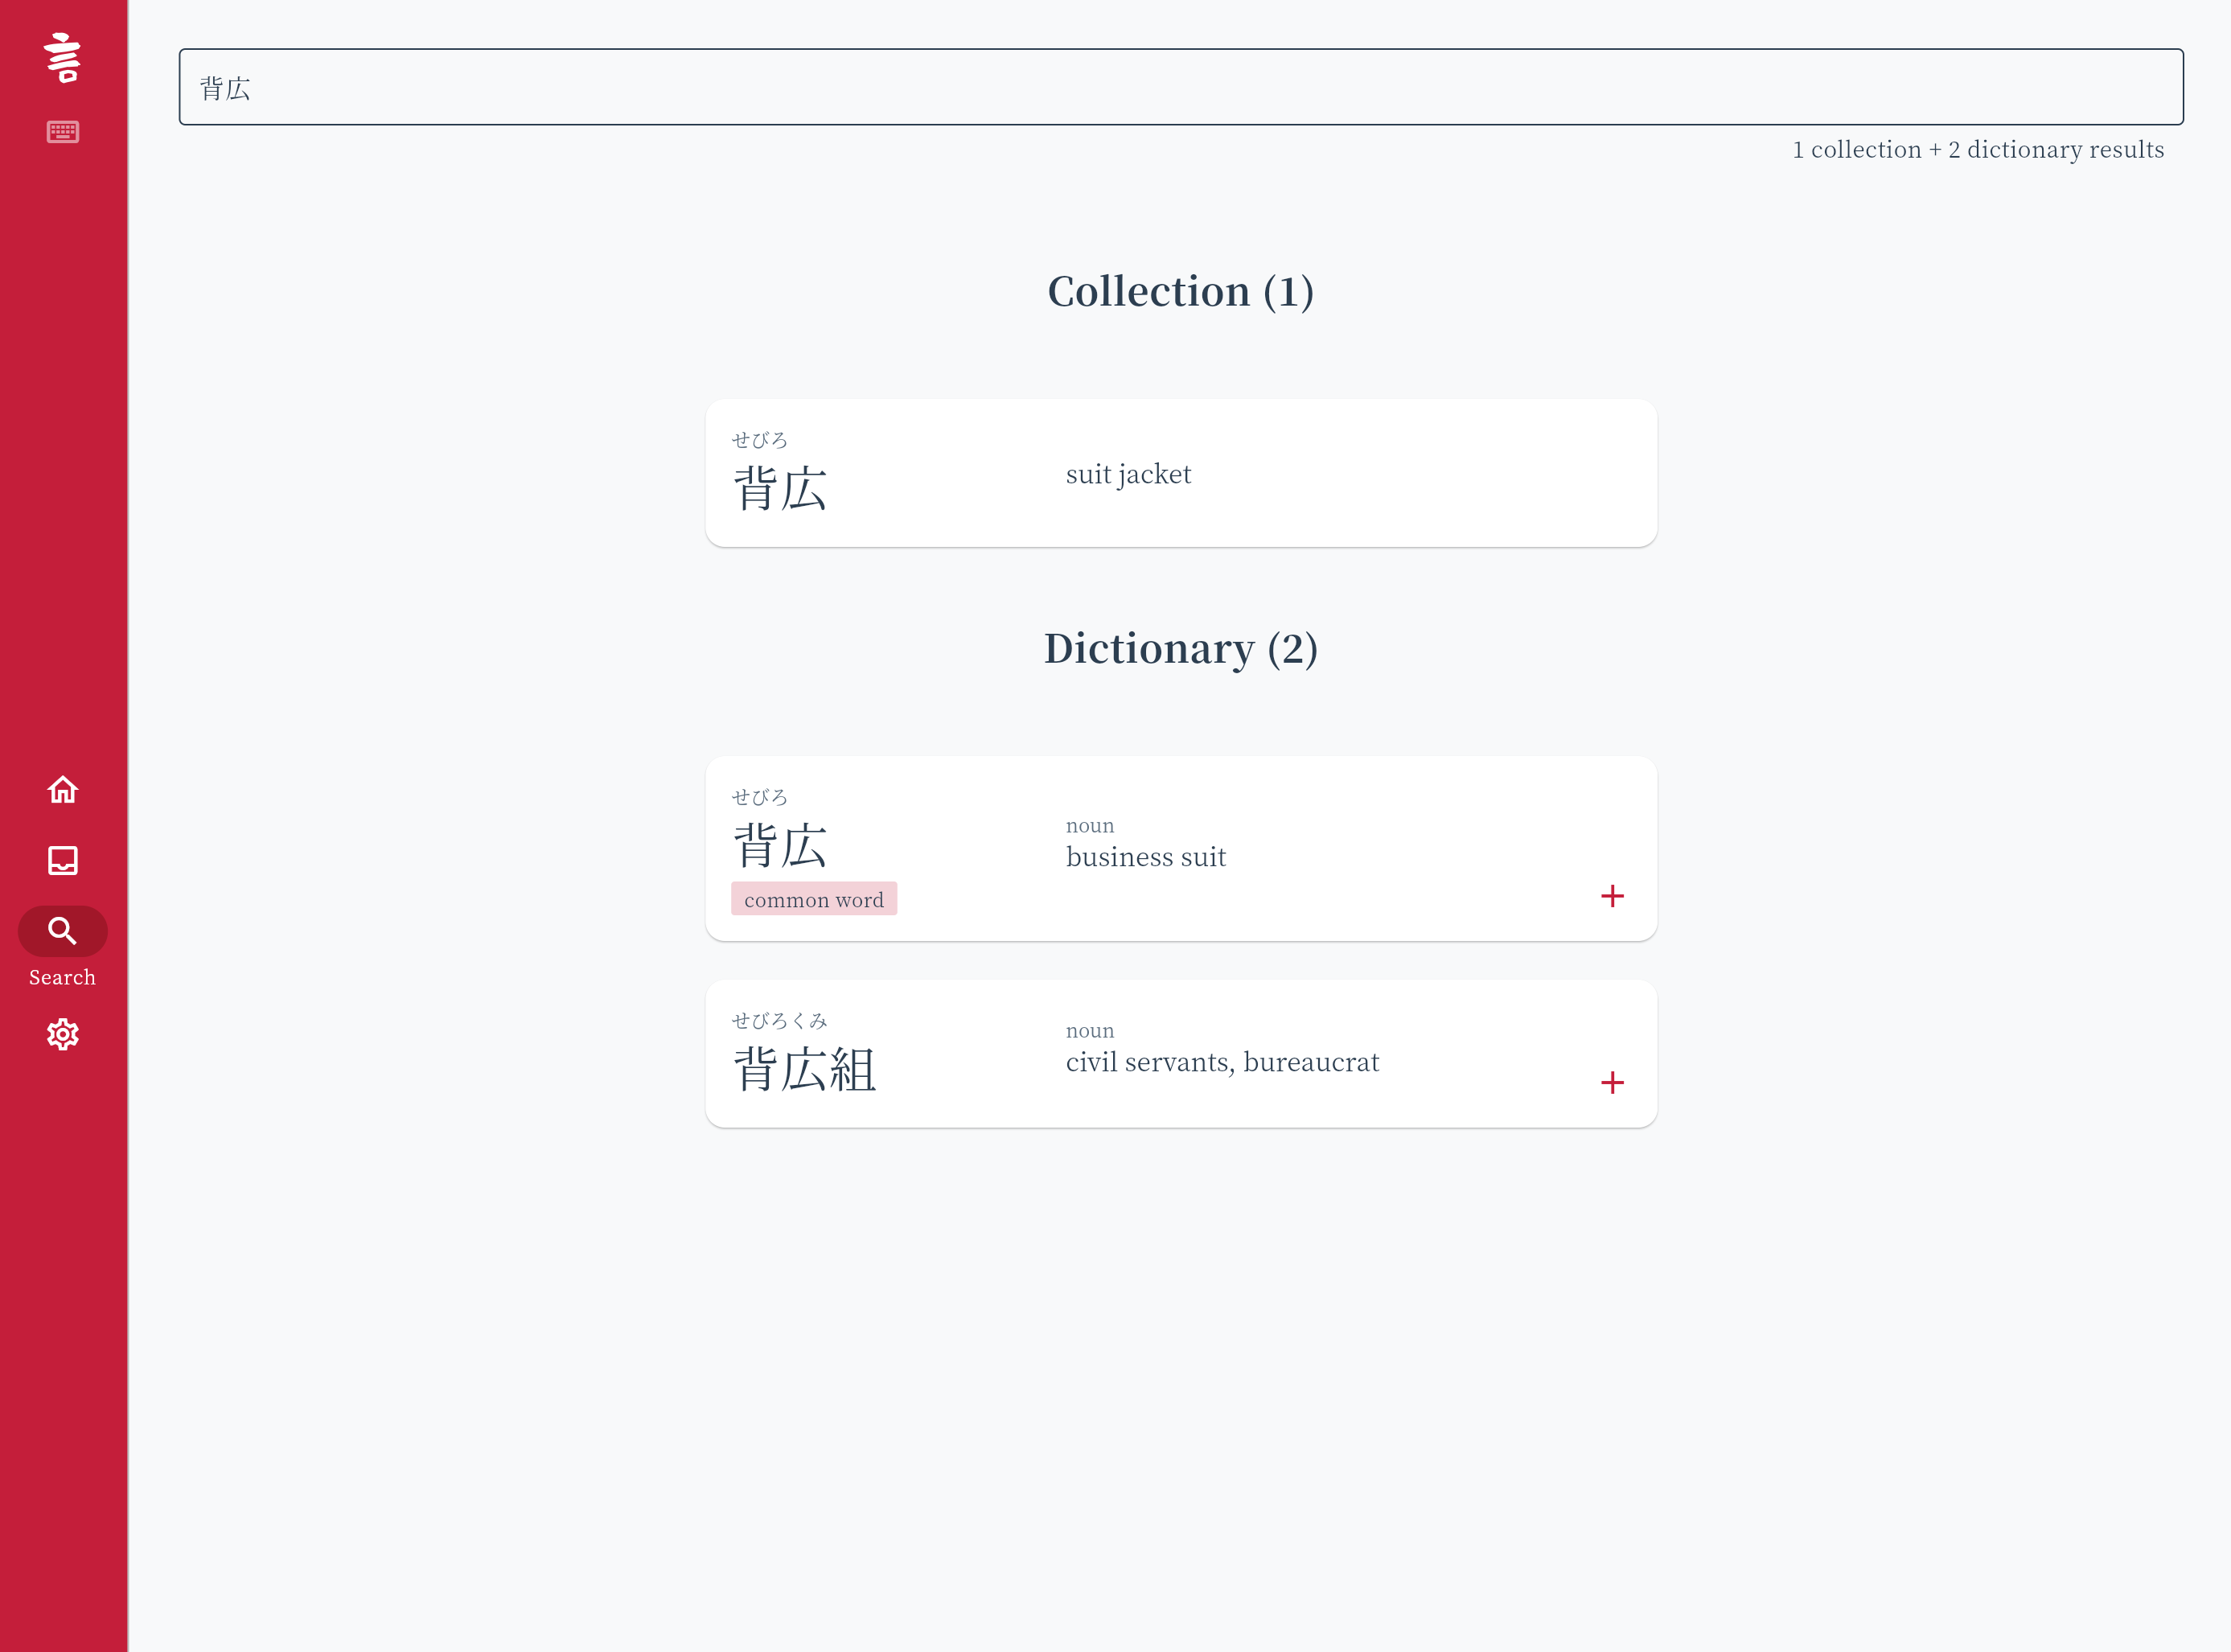 言
背広
1 collection + 2 dictionary results
Collection (1)
せびろ
背広
suit jacket
Dictionary (2)
せびろ
背広
common word
noun
business suit
せびろくみ
背広組
noun
civil servants, bureaucrat
Search